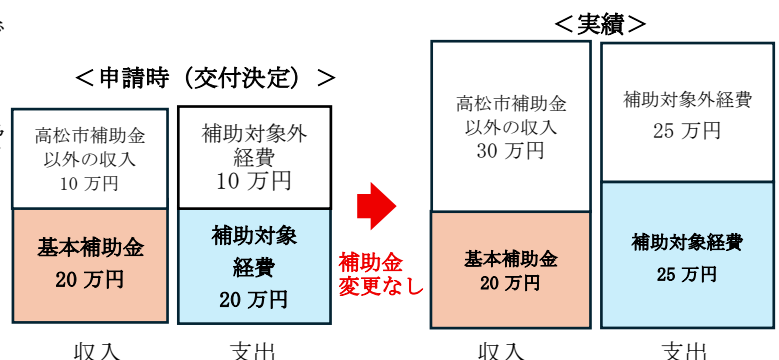 ＜申請時（交付決定）＞
高松市補助金
以外の収入
10 万円
補助対象外
経費
10 万円
基本補助金
20 万円
補助対象
経費
20 万円
収入
支出
補助金
変更なし
＜実績＞
高松市補助金
以外の収入
30 万円
補助対象外経費
25 万円
基本補助金
20 万円
補助対象経費
25 万円
収入
支出